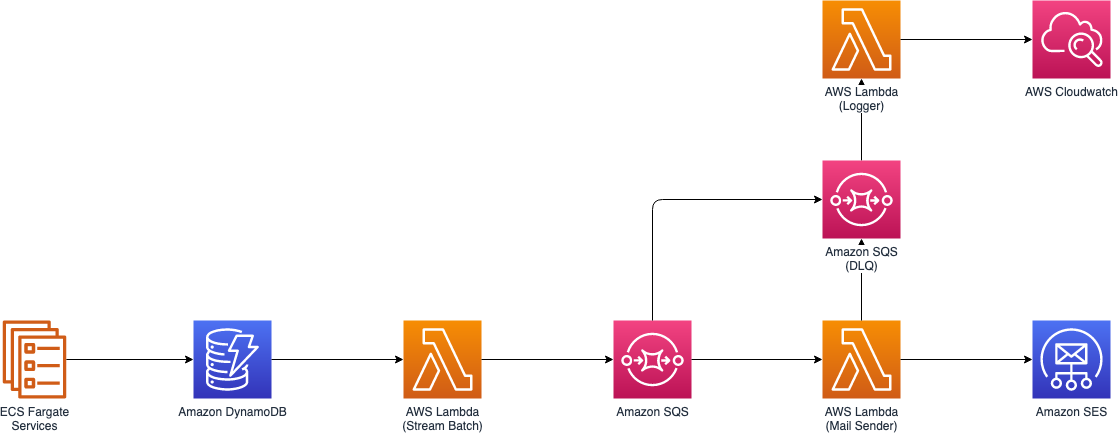 AWS Lambda
(Logger)
AWS Cloudwatch
Amazon SQS
(DLQ)
ECS Fargate
Services
Amazon DynamoDB
AWS Lambda
(Stream Batch)
Amazon SQS
AWS Lambda
(Mail Sender)
Amazon SES